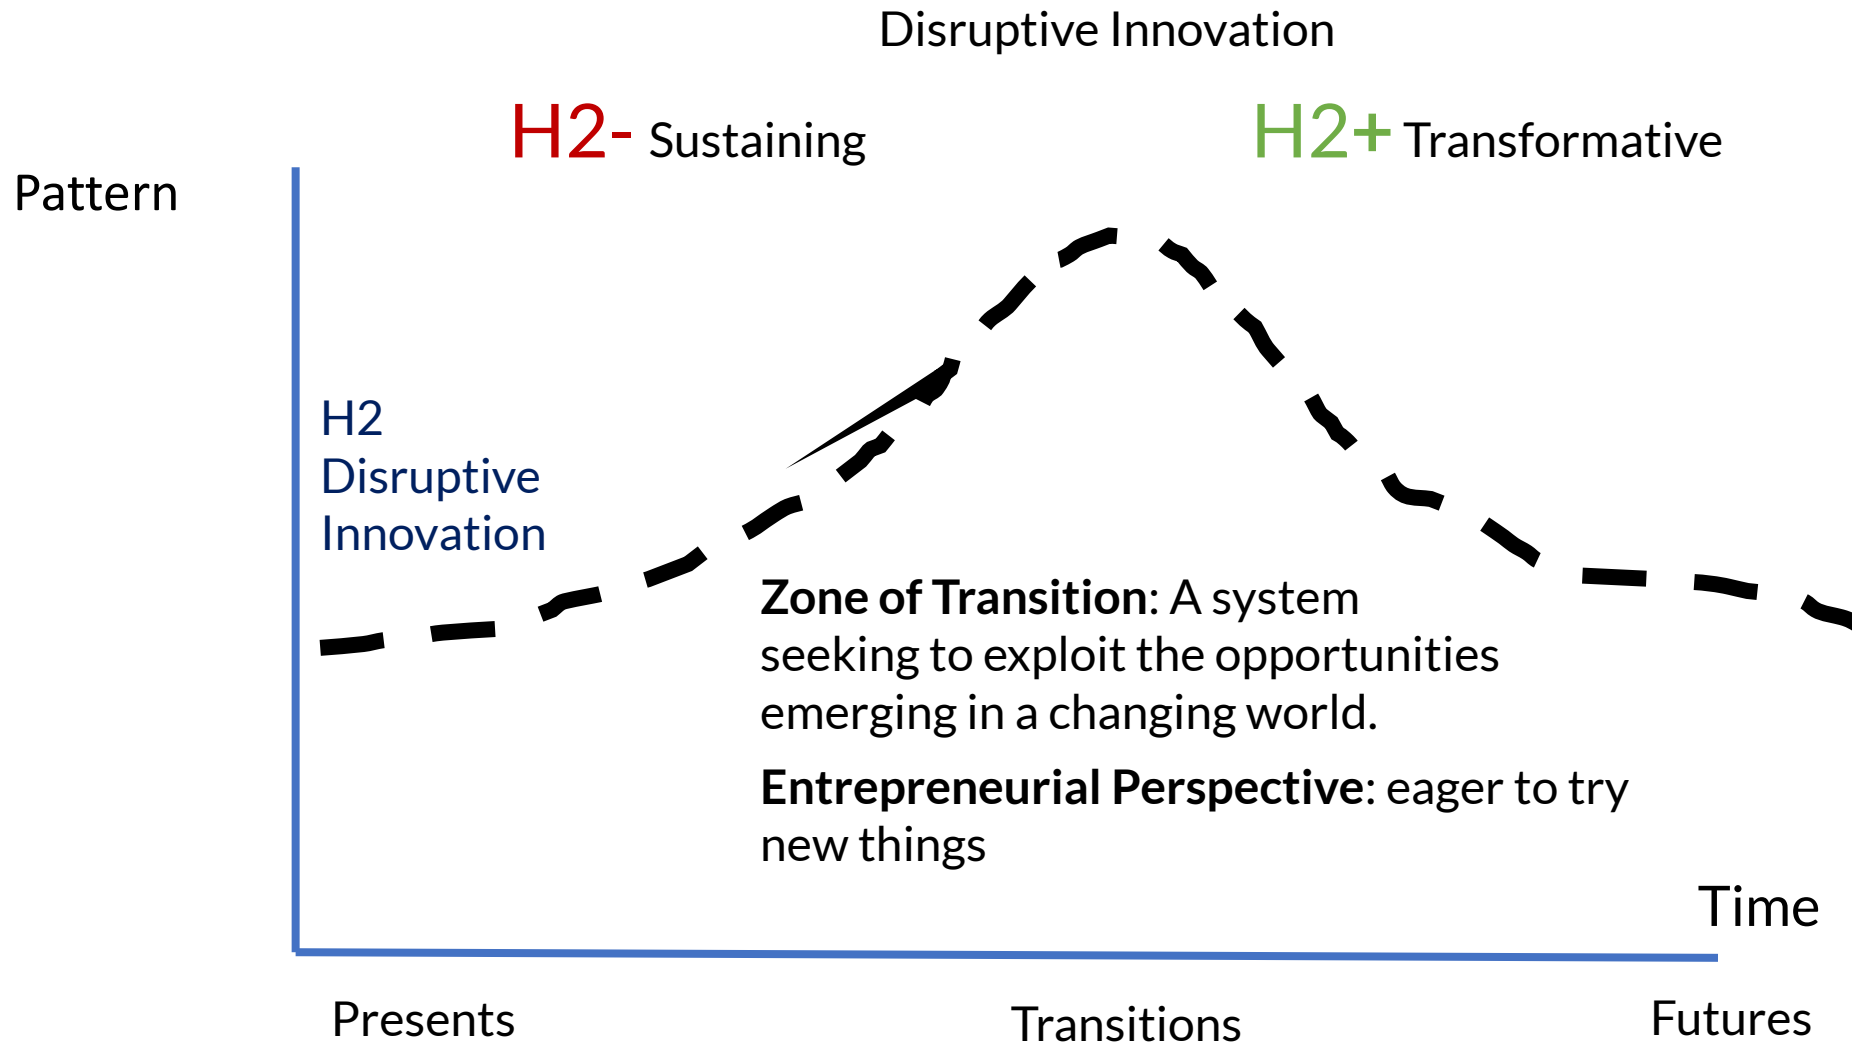 Disruptive Innovation
H2- Sustaining
H2+ Transformative
Pattern
H2
Disruptive
Innovation
Zone of Transition: A system
seeking to exploit the opportunities
emerging in a changing world.
Entrepreneurial Perspective: eager to try
new things
Time
Presents
Transitions
Futures